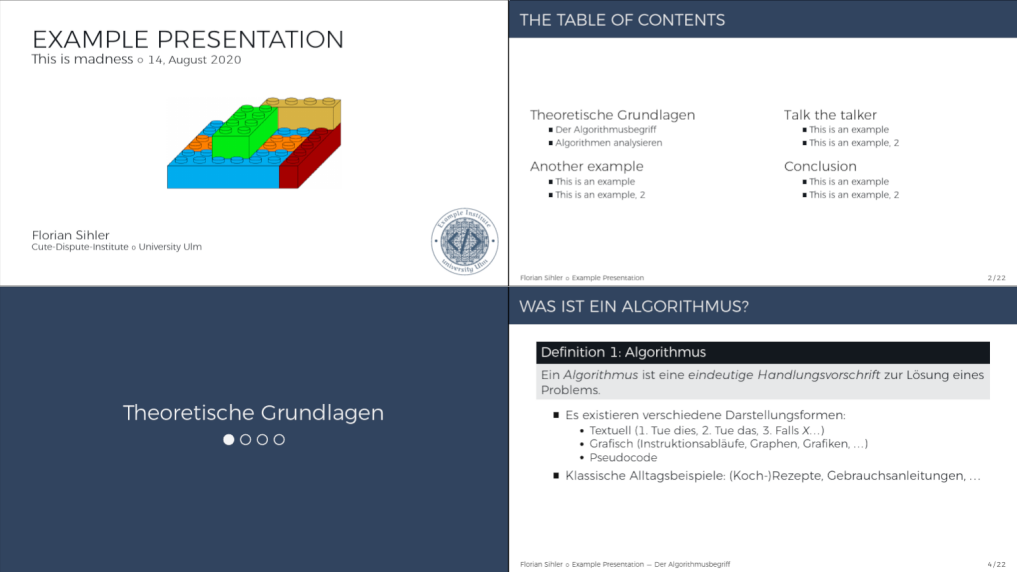 EXAMPLE PRESENTATION
This is madness ○ 14, August 2020
Florian Sihler
Cute-Dispute-Institute ○ University Ulm
Example Institute
</>
university Ulm
THE TABLE OF CONTENTS
Theoretische Grundlagen
■ Der Algorithmusbegriff
■ Algorithmen analysieren
Another example
■ This is an example
■ This is an example, 2
Talk the talker
■ This is an example
■ This is an example, 2
Conclusion
■ This is an example
■ This is an example, 2
Florian Sihler ○ Example Presentation
2/22
Theoretische Grundlagen
WAS IST EIN ALGORITHMUS?
Definition 1: Algorithmus
Ein Algorithmus ist eine eindeutige Handlungsvorschrift zur Lösung eines
Problems.
■ Es existieren verschiedene Darstellungsformen:
• Textuell (1. Tue dies, 2. Tue das, 3. Falls X…)
• Grafisch (Instruktionsabläufe, Graphen, Grafiken, …)
• Pseudocode
■ Klassische Alltagsbeispiele: (Koch-)Rezepte, Gebrauchsanleitungen, …
Florian Sihler ○ Example Presentation — Der Algorithmusbegriff
4/22